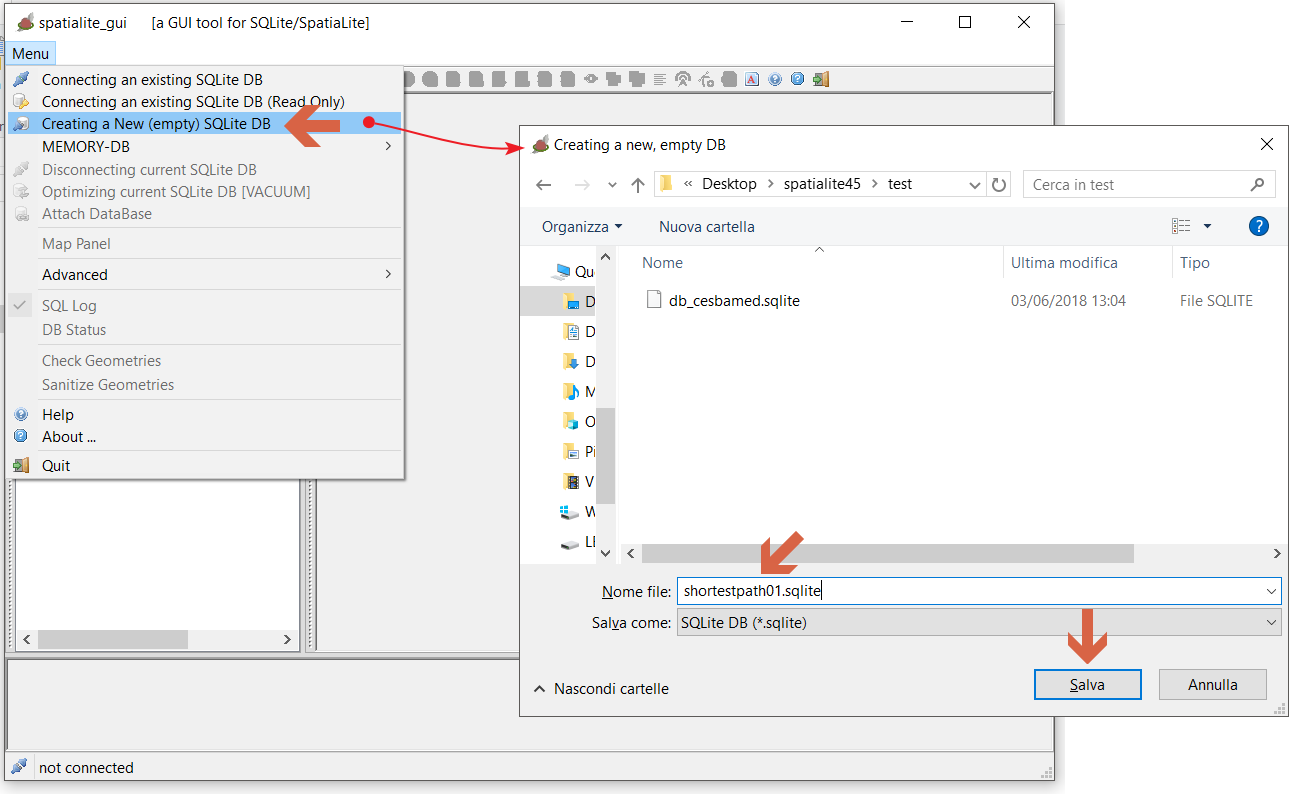 spatialite_gui [a GUI tool for SQLite/SpatiaLite]
Menu
Connecting an existing SQLite DB
Connecting an existing SQLite DB (Read Only)
Creating a New (empty) SQLite DB
MEMORY-DB
Disconnecting current SQLite DB
Optimizing current SQLite DB [VACUUM]
Attach DataBase
Map Panel
Advanced
SQL Log
DB Status
Check Geometries
Sanitize Geometries
Help
About ...
Quit
not connected
Creating a new, empty DB
« Desktop > spatialite45 > test
Cerca in test
Organizza
Nuova cartella
?
Nome
Ultima modifica
Tipo
db_cesbamed.sqlite
03/06/2018 13:04
File SQLITE
Qu
D
D
D
M
O
Pi
V
W
Nome file:
shortestpath01.sqlite
Salva come:
SQLite DB (*.sqlite)
Nascondi cartelle
Salva
Annulla